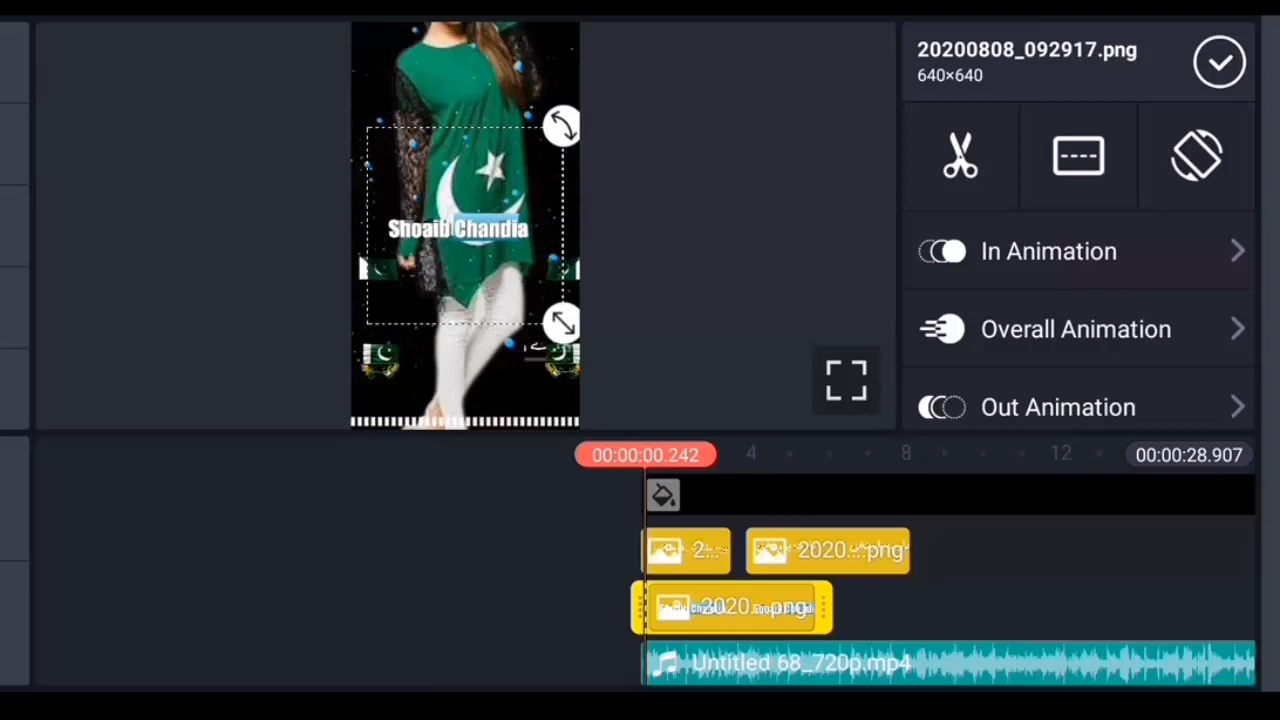 20200808_092917.png
640×640
In Animation
Overall Animation
Out Animation
Shoaib Chandia
00:00:00.242
4
8
12
00:00:28.907
2...
2020....png
2020....png
Untitled 68_720p.mp4